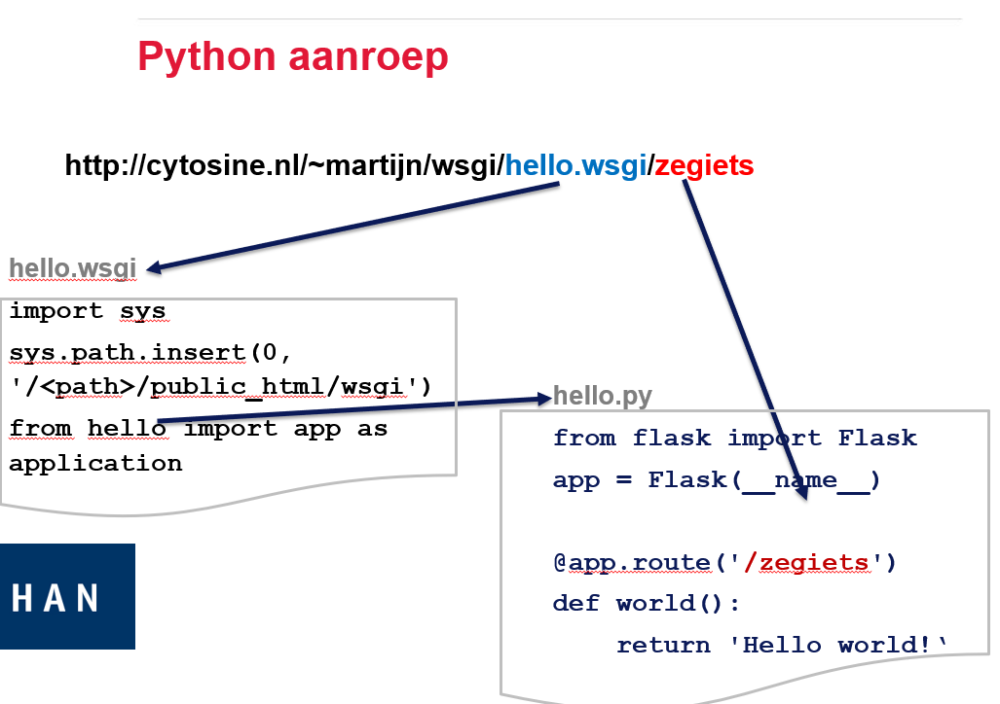 Python aanroep
http://cytosine.nl/~martijn/wsgi/hello.wsgi/zegiets
hello.wsgi
import sys
sys.path.insert(0,
'/<path>/public_html/wsgi')
from hello import app as
application
hello.py
from flask import Flask
app = Flask(__name__)
@app.route('/zegiets')
def world():
    return 'Hello world!‘
HAN